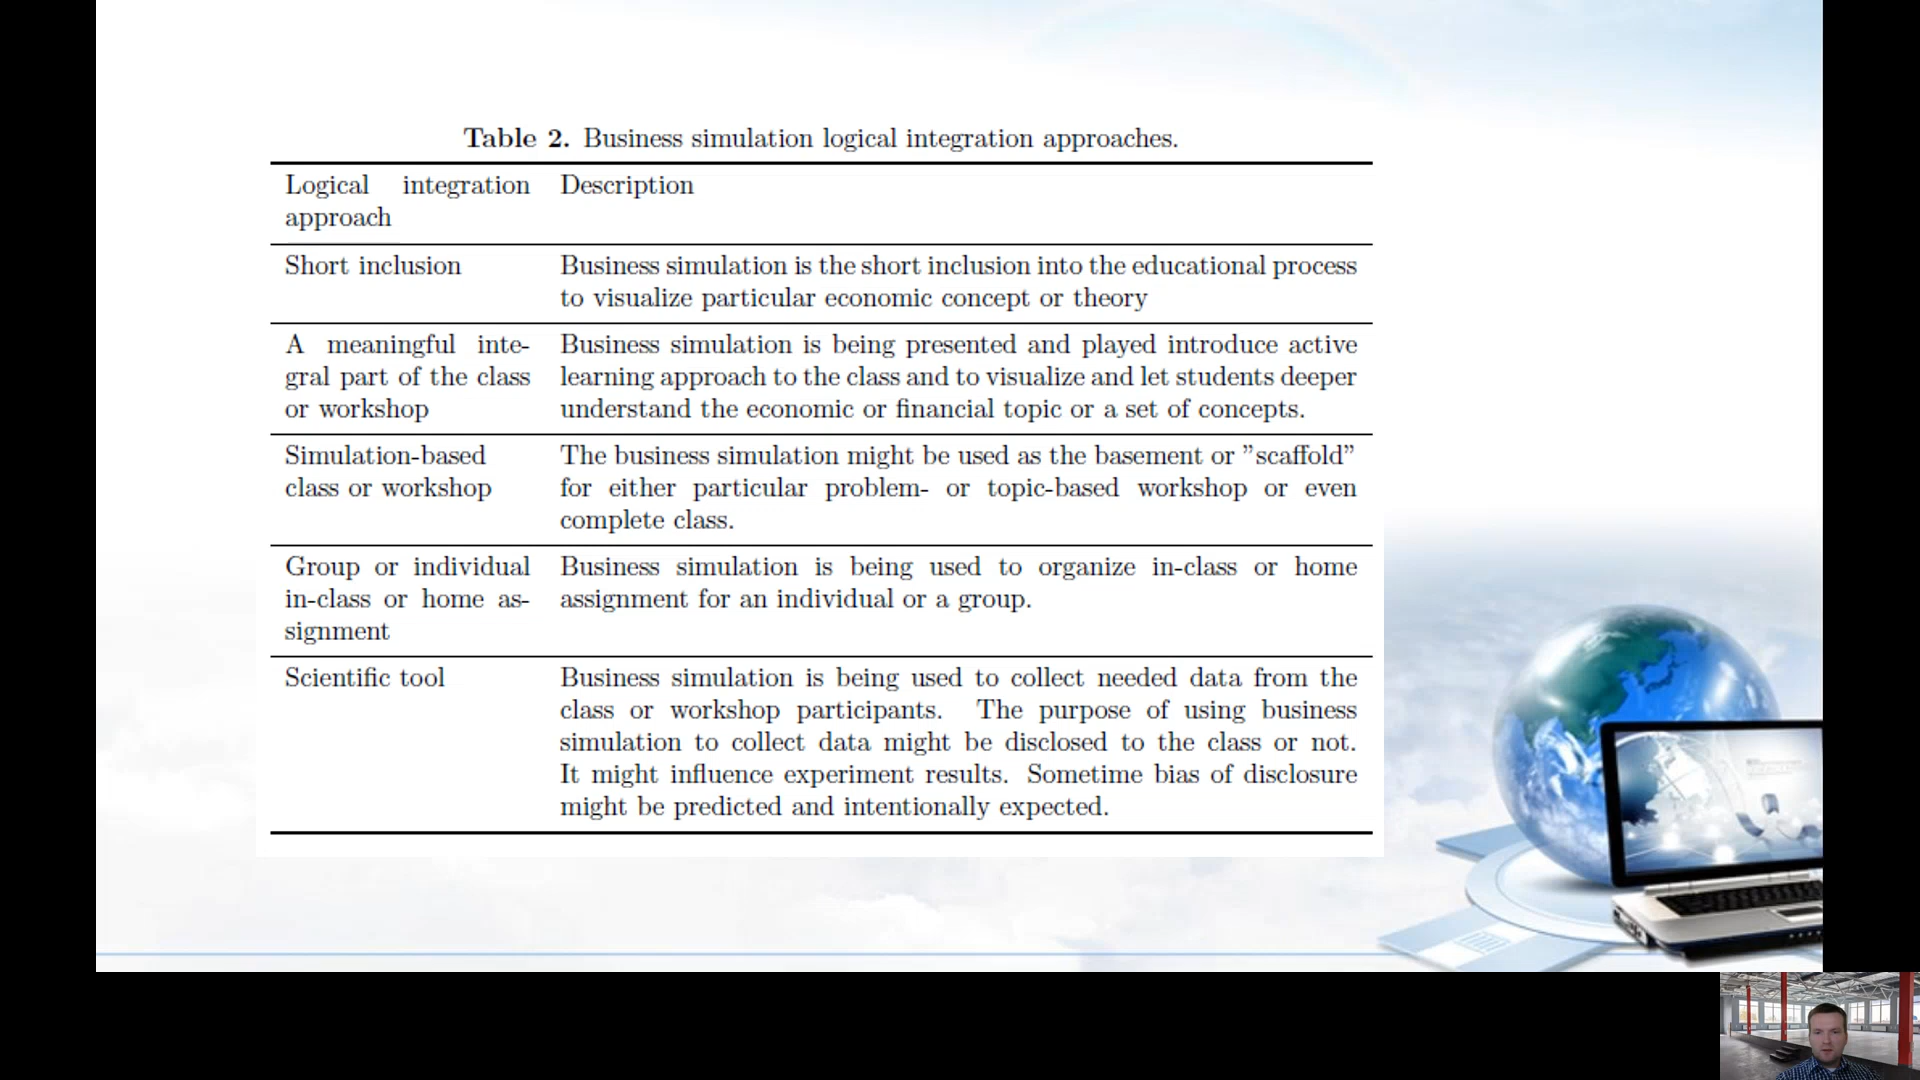 Table 2. Business simulation logical integration approaches.
Logical integration approach
Description
Short inclusion
Business simulation is the short inclusion into the educational process
to visualize particular economic concept or theory
A meaningful inte-
gral part of the class
or workshop
Business simulation is being presented and played introduce active
learning approach to the class and to visualize and let students deeper
understand the economic or financial topic or a set of concepts.
Simulation-based
class or workshop
The business simulation might be used as the basement or ”scaffold”
for either particular problem- or topic-based workshop or even
complete class.
Group or individual
in-class or home as-
signment
Business simulation is being used to organize in-class or home
assignment for an individual or a group.
Scientific tool
Business simulation is being used to collect needed data from the
class or workshop participants. The purpose of using business
simulation to collect data might be disclosed to the class or not.
It might influence experiment results. Sometime bias of disclosure
might be predicted and intentionally expected.